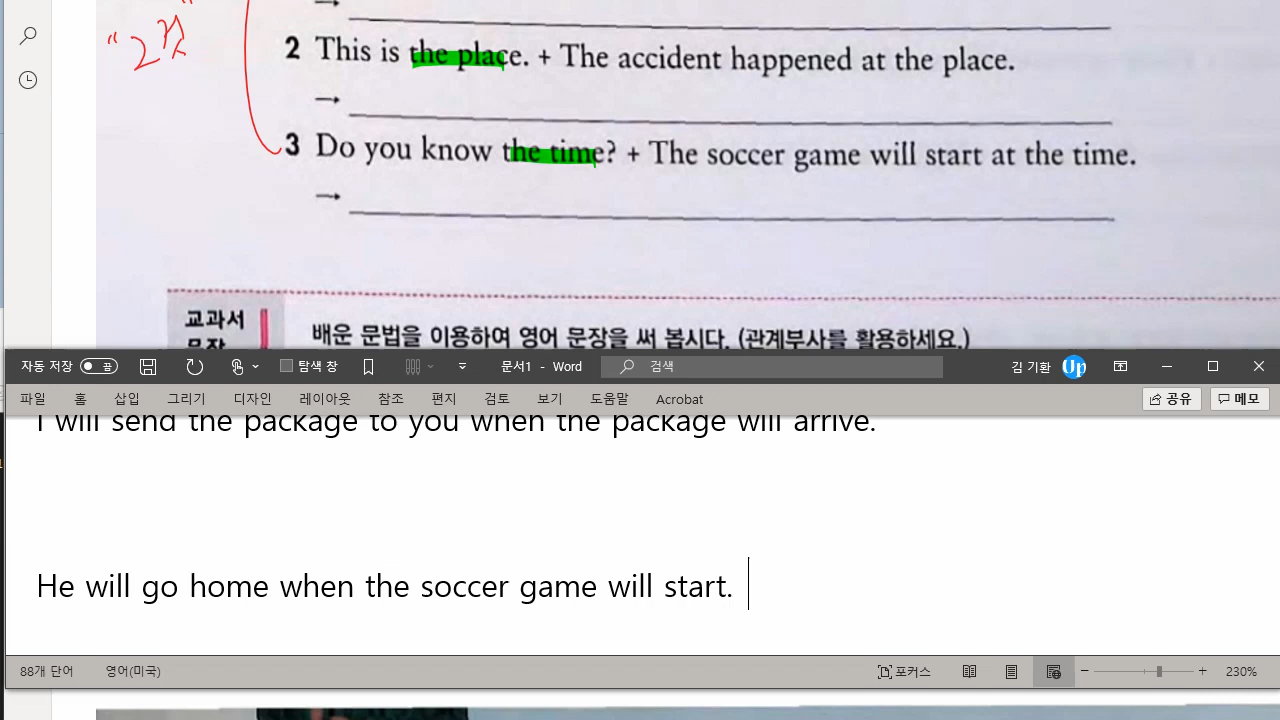 "2것"
2 This is the place. + The accident happened at the place.
→
3 Do you know the time? + The soccer game will start at the time.
→
교과서
문장
배운 문법을 이용하여 영어 문장을 써 봅시다. (관계부사를 활용하세요.)
자동 저장 끔 탐색 창 문서1 - Word 검색 김 기환 Up
파일 홈 삽입 그리기 디자인 레이아웃 참조 편지 검토 보기 도움말 Acrobat 공유 메모
I will send the package to you when the package will arrive.
He will go home when the soccer game will start.
88개 단어 영어(미국) 포커스 230%